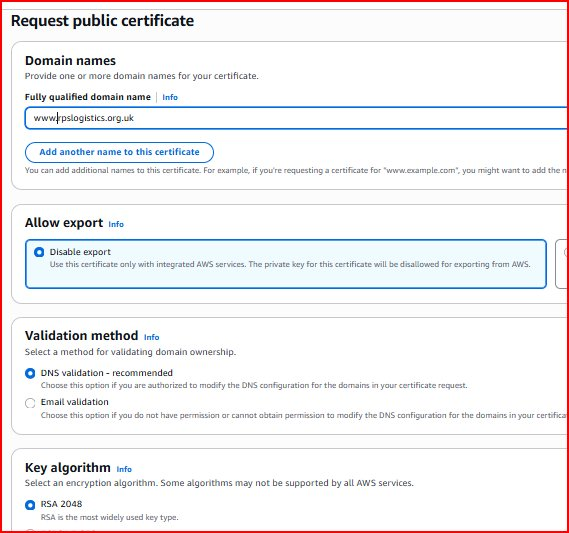 Request public certificate
Domain names
Provide one or more domain names for your certificate.
Fully qualified domain name | Info
www.rpslogistics.org.uk
Add another name to this certificate
You can add additional names to this certificate. For example, if you're requesting a certificate for "www.example.com", you might want to add the n
Allow export Info
Disable export
Use this certificate only with integrated AWS services. The private key for this certificate will be disallowed for exporting from AWS.
Validation method Info
Select a method for validating domain ownership.
DNS validation - recommended
Choose this option if you are authorized to modify the DNS configuration for the domains in your certificate request.
Email validation
Choose this option if you do not have permission or cannot obtain permission to modify the DNS configuration for the domains in your certificat
Key algorithm Info
Select an encryption algorithm. Some algorithms may not be supported by all AWS services.
RSA 2048
RSA is the most widely used key type.